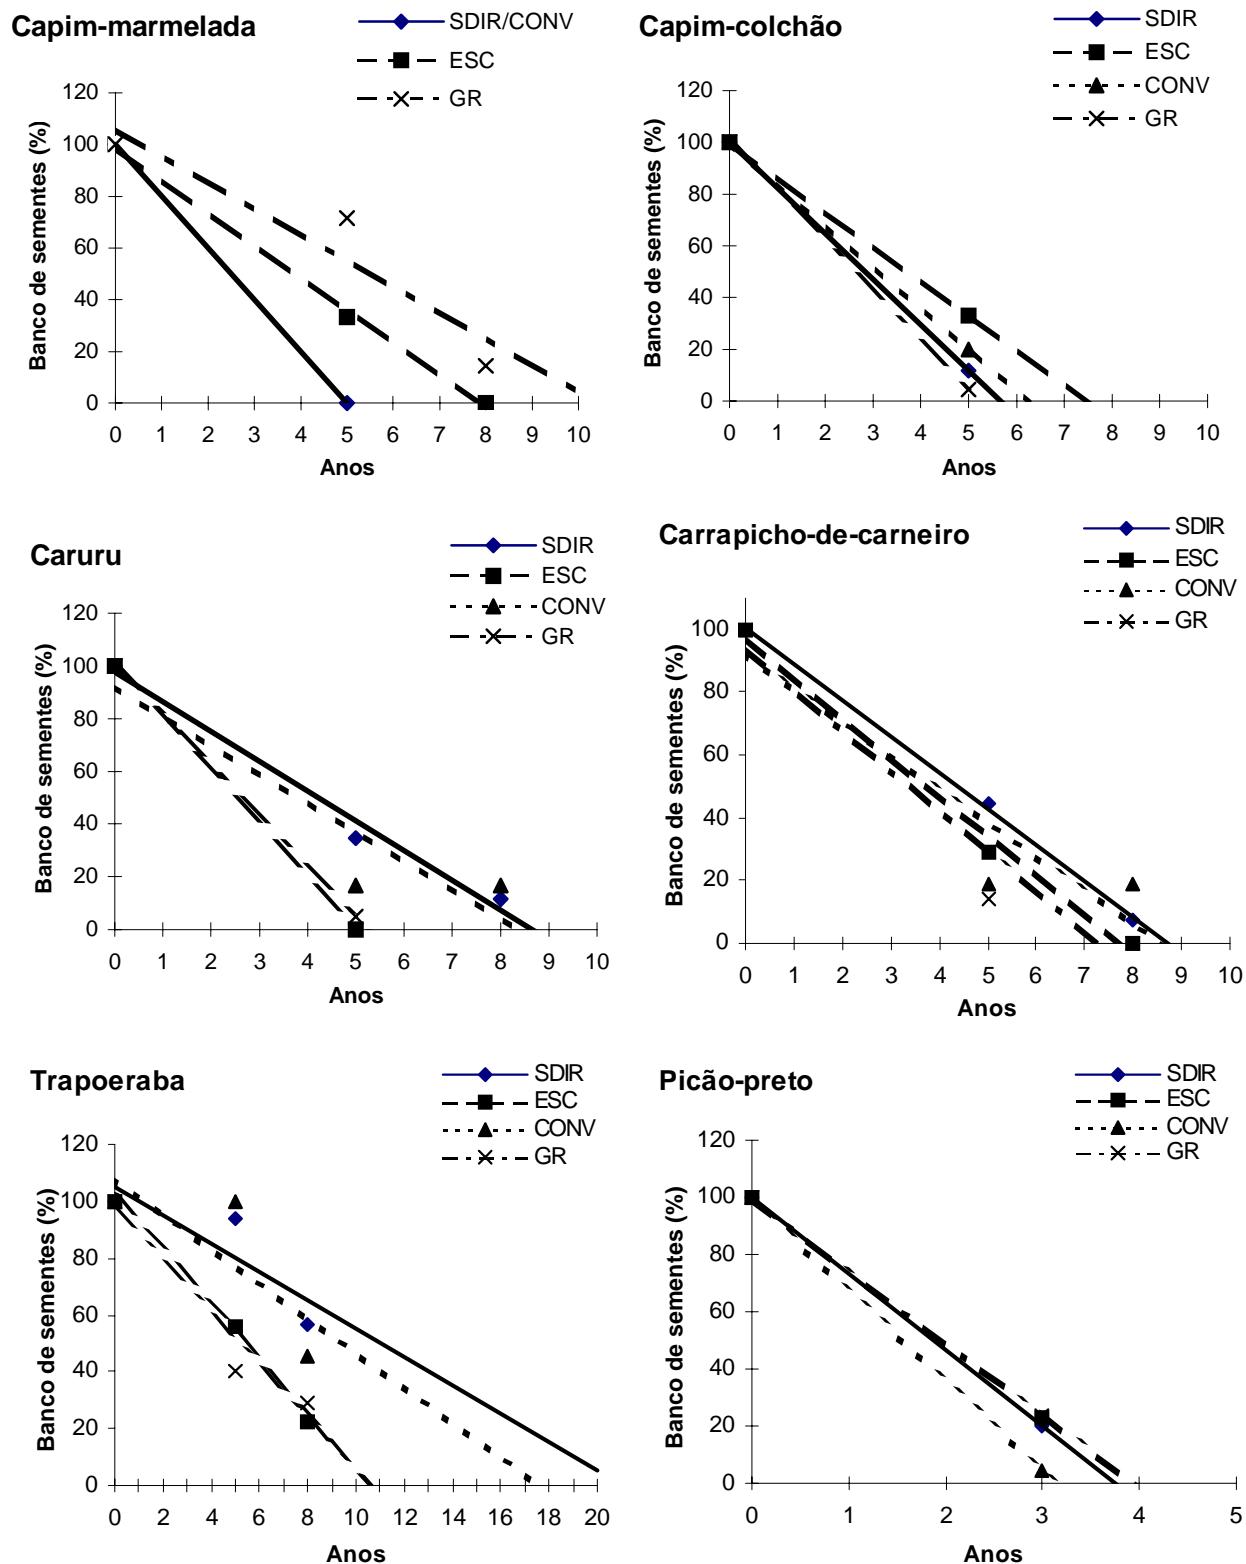 Capim-marmelada
SDIR/CONV
ESC
GR
Banco de sementes (%)
120
100
80
60
40
20
0
0 1 2 3 4 5 6 7 8 9 10
Anos
Capim-colchão
SDIR
ESC
CONV
GR
Banco de sementes (%)
120
100
80
60
40
20
0
0 1 2 3 4 5 6 7 8 9 10
Anos
Caruru
SDIR
ESC
CONV
GR
Banco de sementes (%)
120
100
80
60
40
20
0
0 1 2 3 4 5 6 7 8 9 10
Anos
Carrapicho-de-carneiro
SDIR
ESC
CONV
GR
Banco de sementes (%)
100
80
60
40
20
0
0 1 2 3 4 5 6 7 8 9 10
Anos
Trapoeraba
SDIR
ESC
CONV
GR
Banco de sementes (%)
120
100
80
60
40
20
0
0 2 4 6 8 10 12 14 16 18 20
Anos
Picão-preto
SDIR
ESC
CONV
GR
Banco de sementes (%)
120
100
80
60
40
20
0
0 1 2 3 4 5
Anos